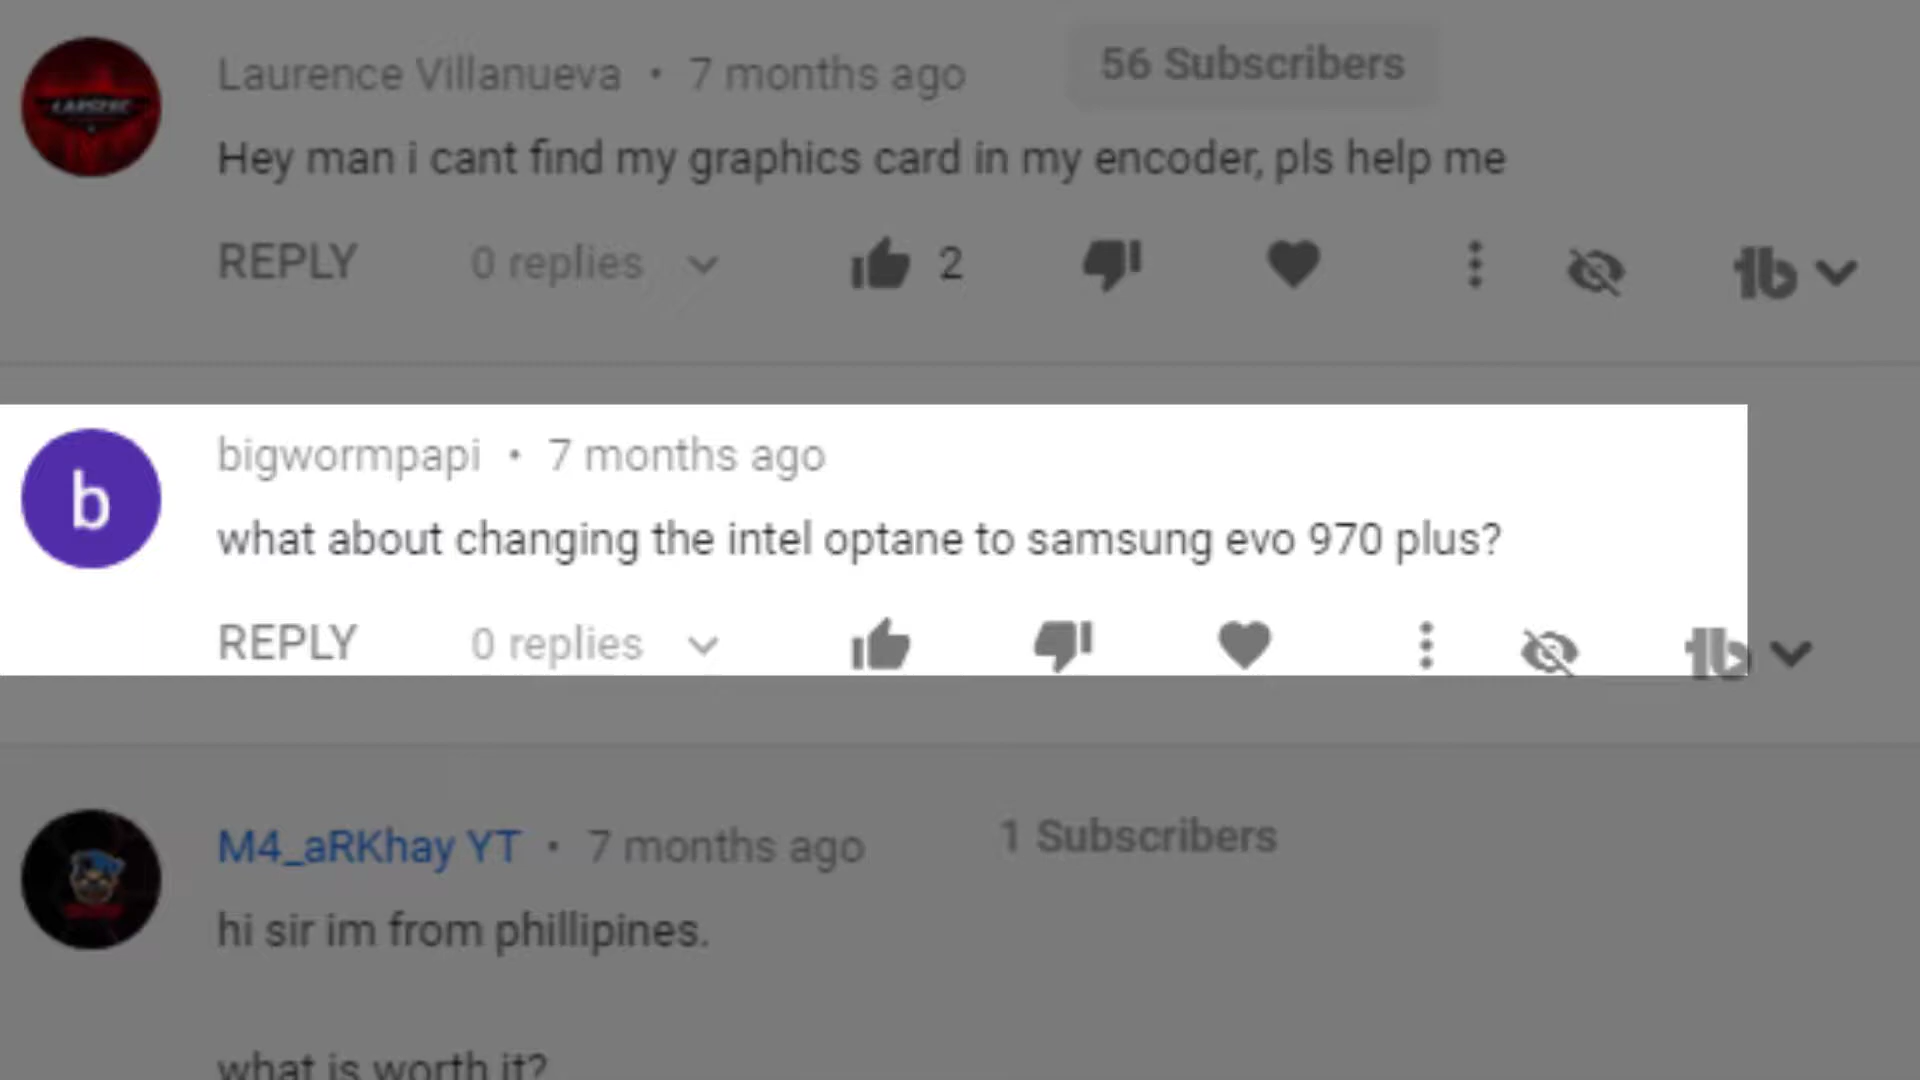 Laurence Villanueva • 7 months ago 56 Subscribers
Hey man i cant find my graphics card in my encoder, pls help me
REPLY 0 replies 2
b
bigwormpapi • 7 months ago
what about changing the intel optane to samsung evo 970 plus?
REPLY 0 replies
M4_aRKhay YT • 7 months ago 1 Subscribers
hi sir im from phillipines.
what is worth it?